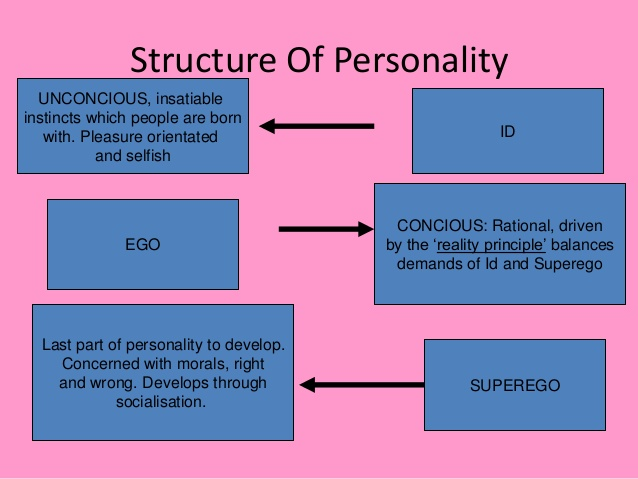 Structure Of Personality
UNCONCIOUS, insatiable
instincts which people are born
with. Pleasure orientated
and selfish
ID
EGO
CONCIOUS: Rational, driven
by the ‘reality principle’ balances
demands of Id and Superego
Last part of personality to develop.
Concerned with morals, right
and wrong. Develops through
socialisation.
SUPEREGO